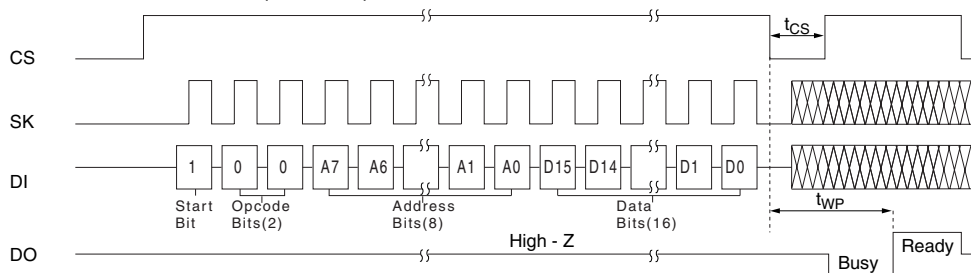 CS
tCS
SK
DI
1 0 0 A7 A6 A1 A0 D15 D14 D1 D0
Start Bit
Opcode Bits(2)
Address Bits(8)
Data Bits(16)
tWP
DO
High - Z
Busy
Ready